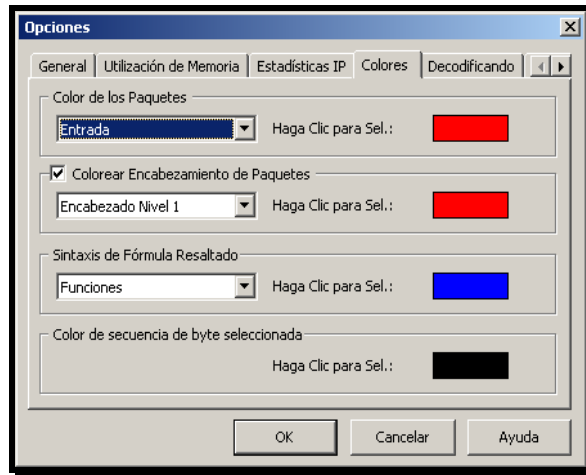 Opciones
General Utilización de Memoria Estadísticas IP Colores Decodificando
Color de los Paquetes
Entrada Haga Clic para Sel.:
Colorear Encabezamiento de Paquetes
Encabezado Nivel 1 Haga Clic para Sel.:
Sintaxis de Fórmula Resaltado
Funciones Haga Clic para Sel.:
Color de secuencia de byte seleccionada
Haga Clic para Sel.:
OK Cancelar Ayuda